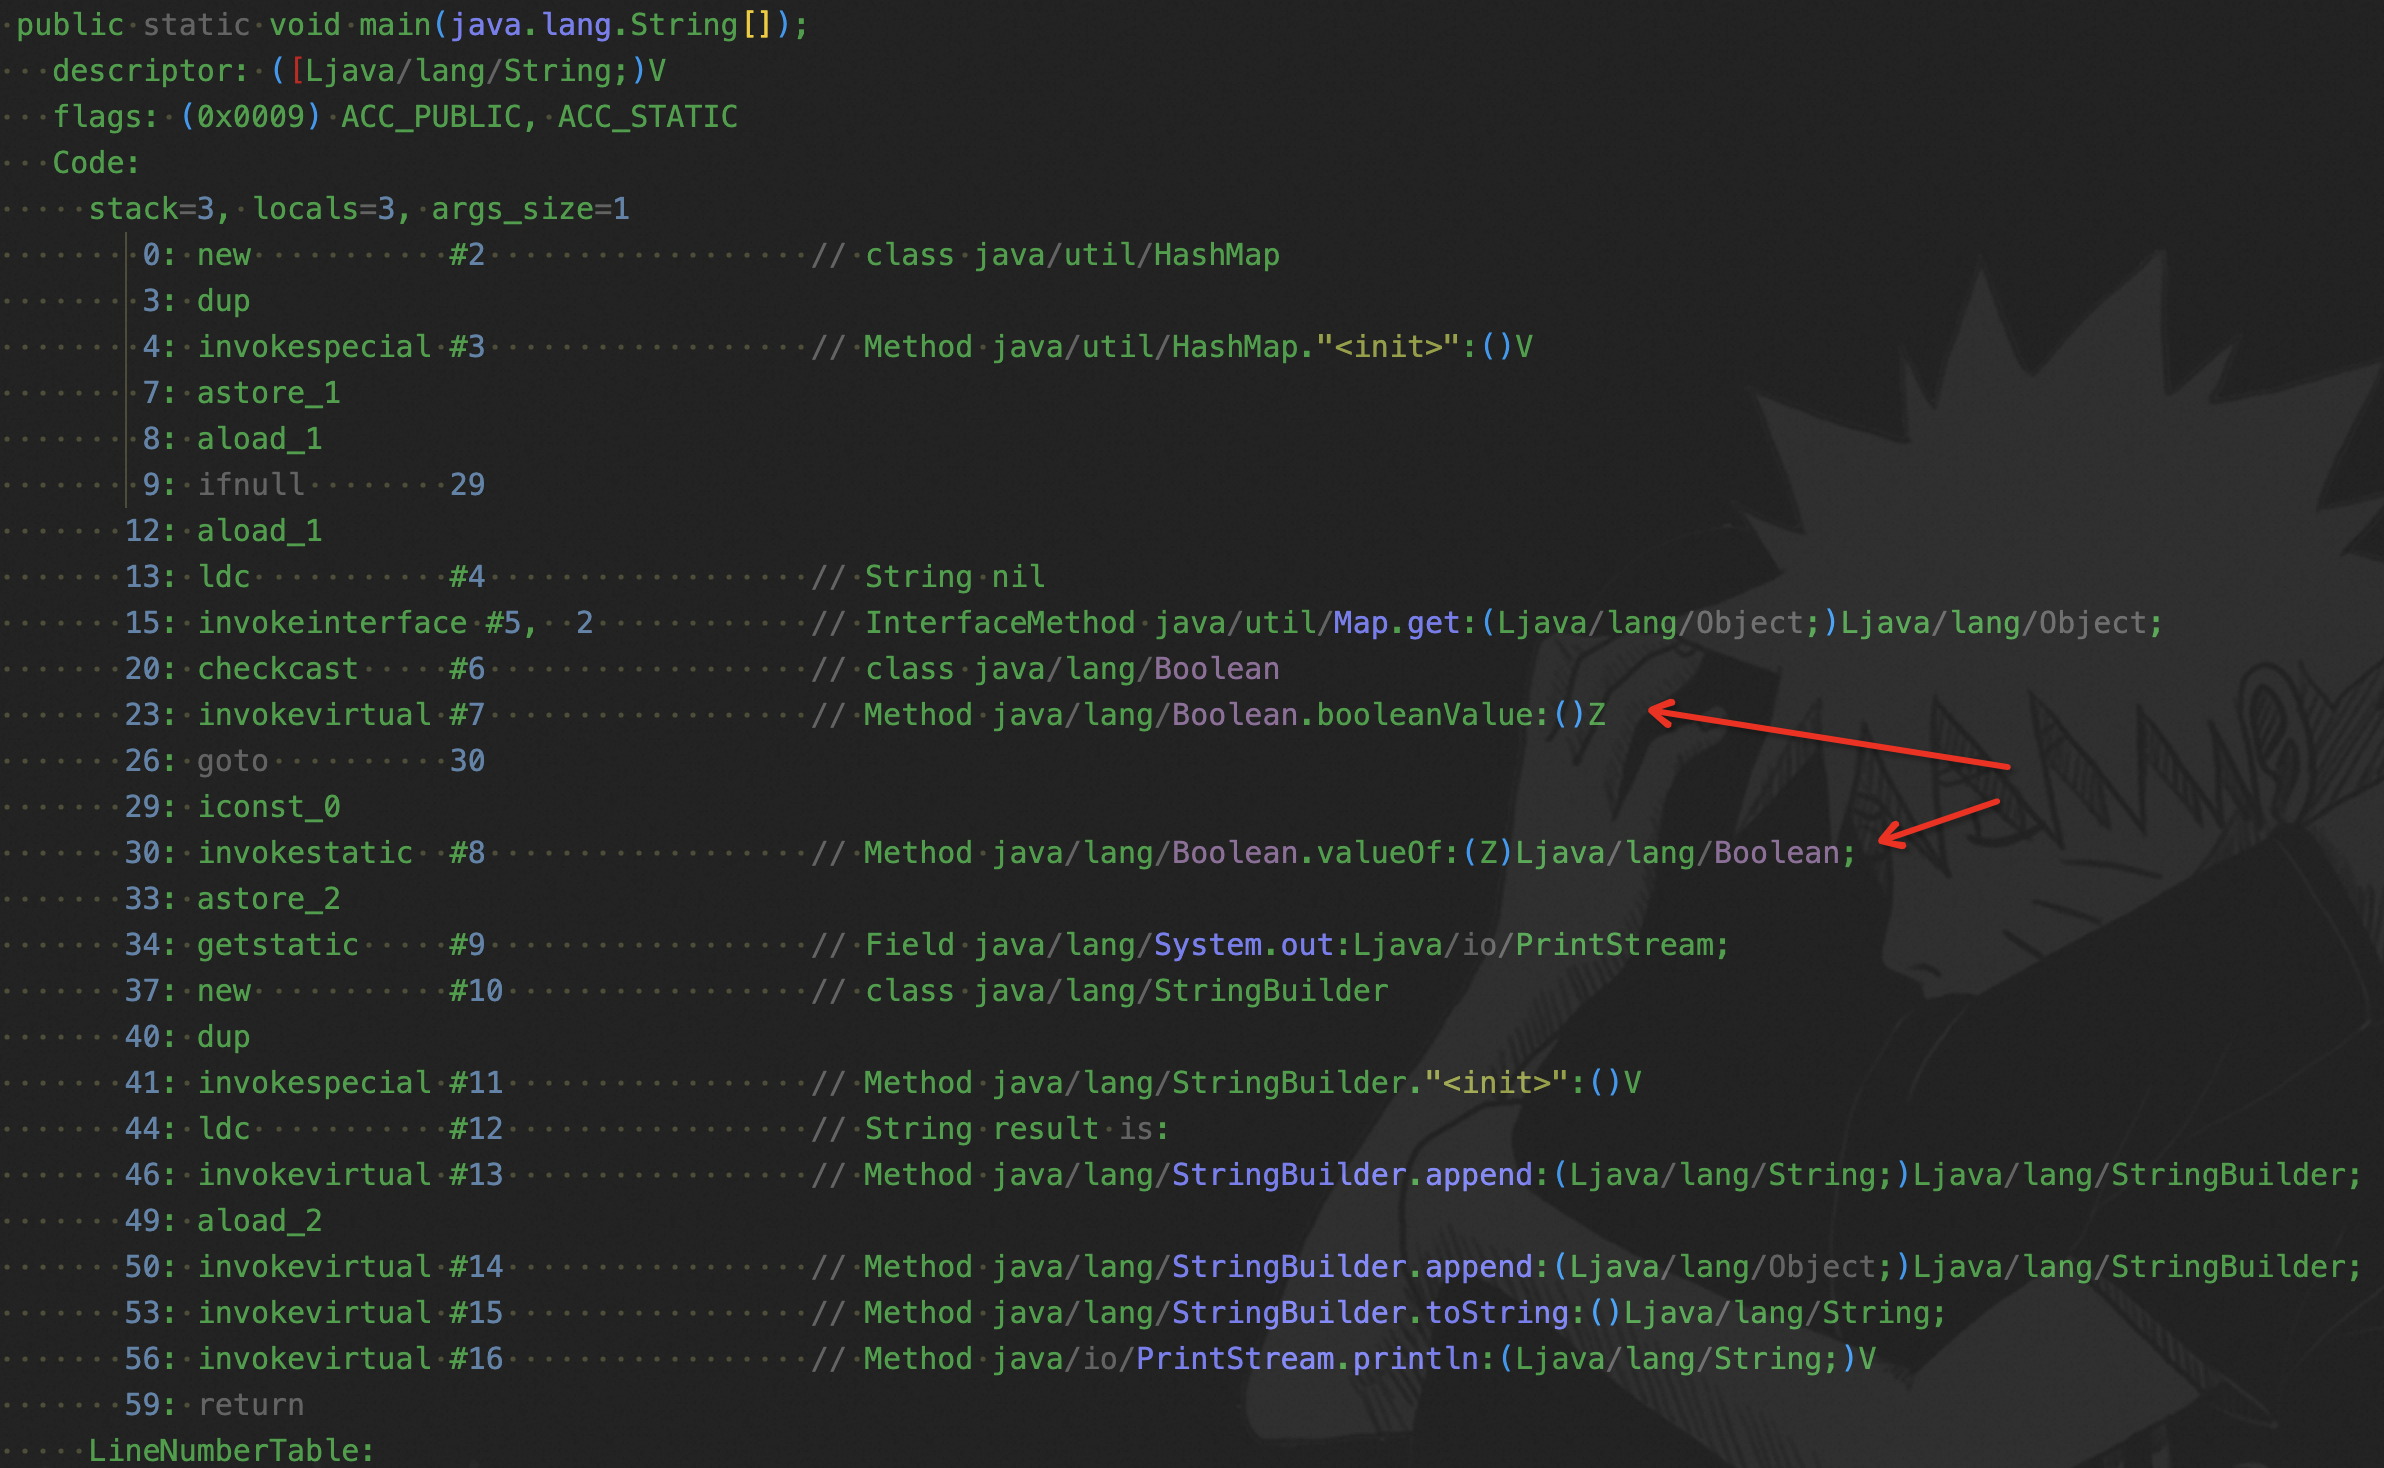 public static void main(java.lang.String[]);
descriptor: ([Ljava/lang/String;)V
flags: (0x0009) ACC_PUBLIC, ACC_STATIC
Code:
stack=3, locals=3, args_size=1
0: new #2 // class java/util/HashMap
3: dup
4: invokespecial #3 // Method java/util/HashMap."<init>":()V
7: astore_1
8: aload_1
9: ifnull 29
12: aload_1
13: ldc #4 // String nil
15: invokeinterface #5, 2 // InterfaceMethod java/util/Map.get:(Ljava/lang/Object;)Ljava/lang/Object;
20: checkcast #6 // class java/lang/Boolean
23: invokevirtual #7 // Method java/lang/Boolean.booleanValue:()Z
26: goto 30
29: iconst_0
30: invokestatic #8 // Method java/lang/Boolean.valueOf:(Z)Ljava/lang/Boolean;
33: astore_2
34: getstatic #9 // Field java/lang/System.out:Ljava/io/PrintStream;
37: new #10 // class java/lang/StringBuilder
40: dup
41: invokespecial #11 // Method java/lang/StringBuilder."<init>":()V
44: ldc #12 // String result is:
46: invokevirtual #13 // Method java/lang/StringBuilder.append:(Ljava/lang/String;)Ljava/lang/StringBuilder;
49: aload_2
50: invokevirtual #14 // Method java/lang/StringBuilder.append:(Ljava/lang/Object;)Ljava/lang/StringBuilder;
53: invokevirtual #15 // Method java/lang/StringBuilder.toString:()Ljava/lang/String;
56: invokevirtual #16 // Method java/io/PrintStream.println:(Ljava/lang/String;)V
59: return
LineNumberTable: